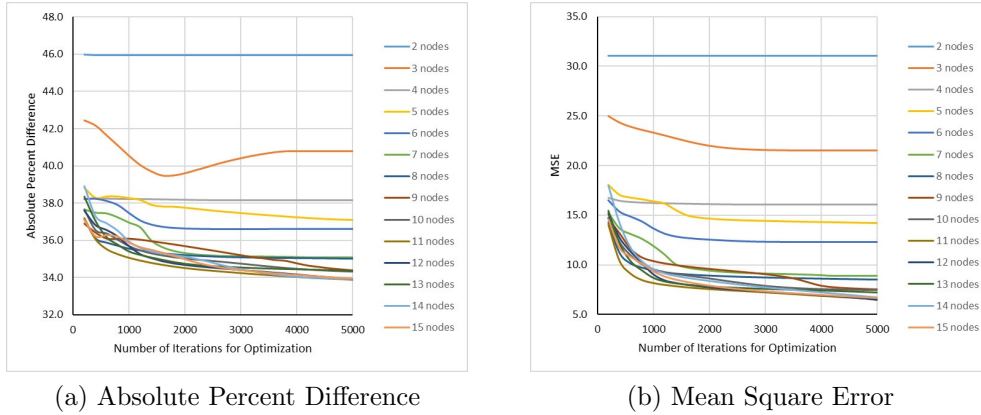 48.0
46.0
44.0
42.0
40.0
38.0
36.0
34.0
32.0
Absolute Percent Difference
0
1000
2000
3000
4000
5000
Number of Iterations for Optimization
2 nodes
3 nodes
4 nodes
5 nodes
6 nodes
7 nodes
8 nodes
9 nodes
10 nodes
11 nodes
12 nodes
13 nodes
14 nodes
15 nodes
(a) Absolute Percent Difference
35.0
30.0
25.0
20.0
15.0
10.0
5.0
MSE
0
1000
2000
3000
4000
5000
Number of Iterations for Optimization
2 nodes
3 nodes
4 nodes
5 nodes
6 nodes
7 nodes
8 nodes
9 nodes
10 nodes
11 nodes
12 nodes
13 nodes
14 nodes
15 nodes
(b) Mean Square Error